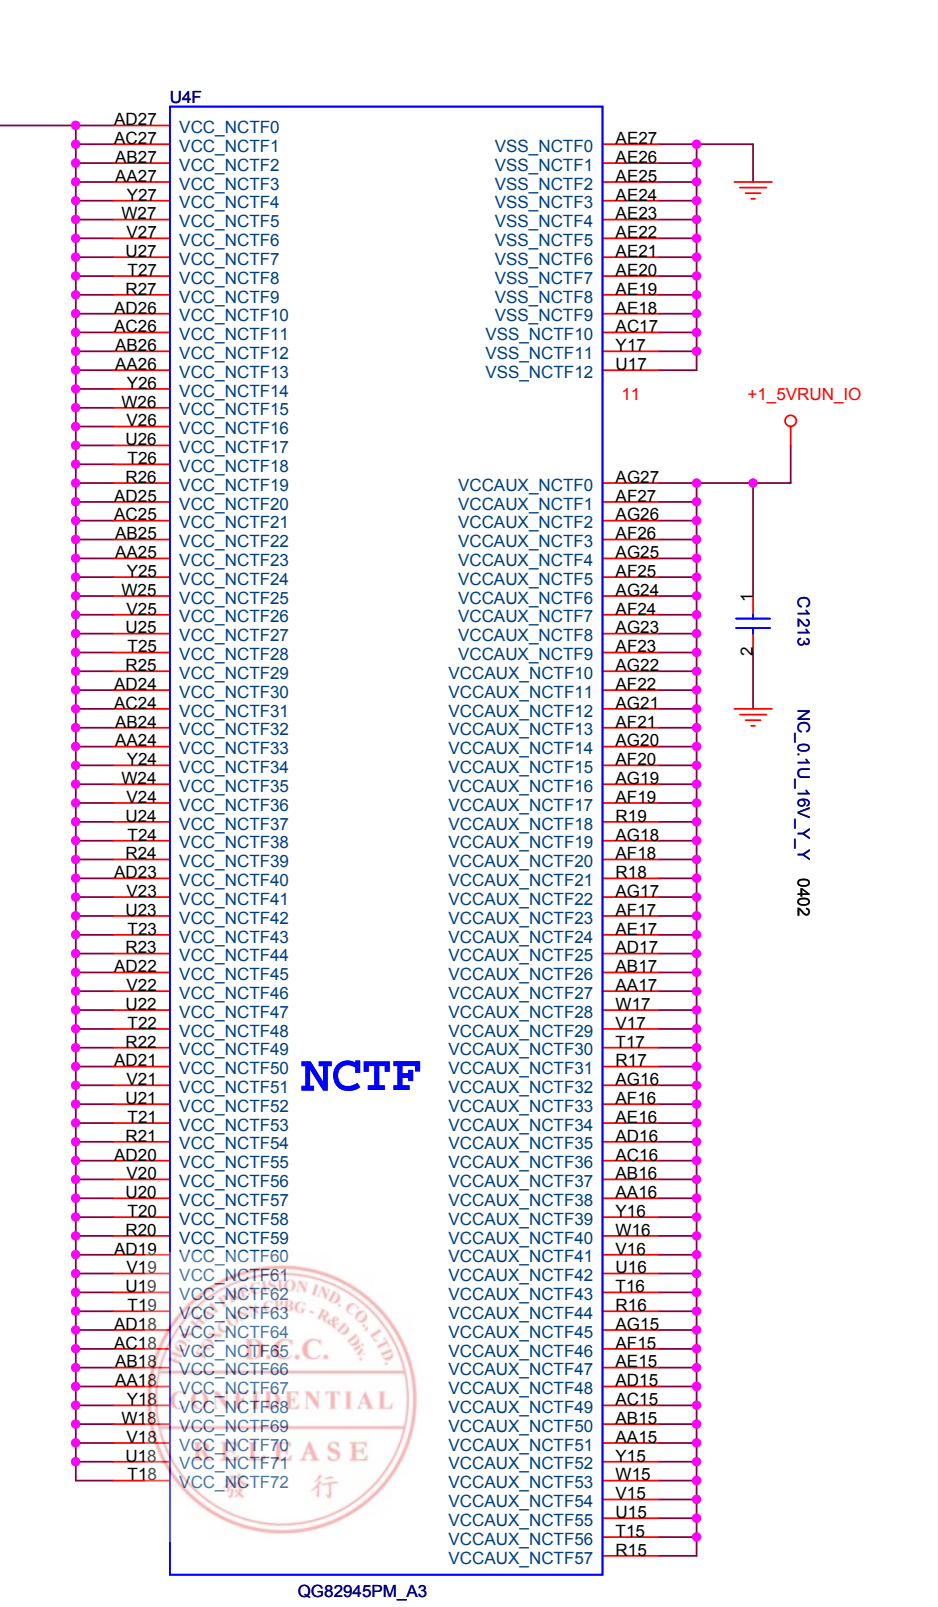 U4F
AD27 VCC_NCTF0
AC27 VCC_NCTF1 VSS_NCTF0 AE27
AB27 VCC_NCTF2 VSS_NCTF1 AE26
AA27 VCC_NCTF3 VSS_NCTF2 AE25
Y27 VCC_NCTF4 VSS_NCTF3 AE24
W27 VCC_NCTF5 VSS_NCTF4 AE23
V27 VCC_NCTF6 VSS_NCTF5 AE22
U27 VCC_NCTF7 VSS_NCTF6 AE21
T27 VCC_NCTF8 VSS_NCTF7 AE20
R27 VCC_NCTF9 VSS_NCTF8 AE19
AD26 VCC_NCTF10 VSS_NCTF9 AE18
AC26 VCC_NCTF11 VSS_NCTF10 AC17
AB26 VCC_NCTF12 VSS_NCTF11 Y17
AA26 VCC_NCTF13 VSS_NCTF12 U17
Y26 VCC_NCTF14 11 +1_5VRUN_IO
W26 VCC_NCTF15
V26 VCC_NCTF16
U26 VCC_NCTF17
T26 VCC_NCTF18
R26 VCC_NCTF19 VCCAUX_NCTF0 AG27
AD25 VCC_NCTF20 VCCAUX_NCTF1 AF27
AC25 VCC_NCTF21 VCCAUX_NCTF2 AG26
AB25 VCC_NCTF22 VCCAUX_NCTF3 AF26
AA25 VCC_NCTF23 VCCAUX_NCTF4 AG25
Y25 VCC_NCTF24 VCCAUX_NCTF5 AF25
W25 VCC_NCTF25 VCCAUX_NCTF6 AG24 1
V25 VCC_NCTF26 VCCAUX_NCTF7 AF24 C1213
U25 VCC_NCTF27 VCCAUX_NCTF8 AG23
T25 VCC_NCTF28 VCCAUX_NCTF9 AF23 2
R25 VCC_NCTF29 VCCAUX_NCTF10 AG22
AD24 VCC_NCTF30 VCCAUX_NCTF11 AF22
AC24 VCC_NCTF31 VCCAUX_NCTF12 AG21
AB24 VCC_NCTF32 VCCAUX_NCTF13 AF21
AA24 VCC_NCTF33 VCCAUX_NCTF14 AG20
Y24 VCC_NCTF34 VCCAUX_NCTF15 AF20
W24 VCC_NCTF35 VCCAUX_NCTF16 AG19 NC_0.1U_16V_Y_Y
V24 VCC_NCTF36 VCCAUX_NCTF17 AF19
U24 VCC_NCTF37 VCCAUX_NCTF18 R19
T24 VCC_NCTF38 VCCAUX_NCTF19 AG18
R24 VCC_NCTF39 VCCAUX_NCTF20 AF18
AD23 VCC_NCTF40 VCCAUX_NCTF21 R18
V23 VCC_NCTF41 VCCAUX_NCTF22 AG17 0402
U23 VCC_NCTF42 VCCAUX_NCTF23 AF17
T23 VCC_NCTF43 VCCAUX_NCTF24 AE17
R23 VCC_NCTF44 VCCAUX_NCTF25 AD17
AD22 VCC_NCTF45 VCCAUX_NCTF26 AB17
V22 VCC_NCTF46 VCCAUX_NCTF27 AA17
U22 VCC_NCTF47 VCCAUX_NCTF28 W17
T22 VCC_NCTF48 VCCAUX_NCTF29 V17
R22 VCC_NCTF49 VCCAUX_NCTF30 T17
AD21 VCC_NCTF50 NCTF VCCAUX_NCTF31 R17
V21 VCC_NCTF51 VCCAUX_NCTF32 AG16
U21 VCC_NCTF52 VCCAUX_NCTF33 AF16
T21 VCC_NCTF53 VCCAUX_NCTF34 AE16
R21 VCC_NCTF54 VCCAUX_NCTF35 AD16
AD20 VCC_NCTF55 VCCAUX_NCTF36 AC16
V20 VCC_NCTF56 VCCAUX_NCTF37 AB16
U20 VCC_NCTF57 VCCAUX_NCTF38 AA16
T20 VCC_NCTF58 VCCAUX_NCTF39 Y16
R20 VCC_NCTF59 VCCAUX_NCTF40 W16
AD19 VCC_NCTF60 VCCAUX_NCTF41 V16
V19 VCC_NCTF61 VCCAUX_NCTF42 U16
U19 VCC_NCTF62 VCCAUX_NCTF43 T16
T19 VCC_NCTF63 VCCAUX_NCTF44 R16
AD18 VCC_NCTF64 VCCAUX_NCTF45 AG15
AC18 VCC_NCTF65 VCCAUX_NCTF46 AF15
AB18 VCC_NCTF66 VCCAUX_NCTF47 AE15
AA18 VCC_NCTF67 VCCAUX_NCTF48 AD15
Y18 VCC_NCTF68 VCCAUX_NCTF49 AC15
W18 VCC_NCTF69 VCCAUX_NCTF50 AB15
V18 VCC_NCTF70 VCCAUX_NCTF51 AA15
U18 VCC_NCTF71 VCCAUX_NCTF52 Y15
T18 VCC_NCTF72 VCCAUX_NCTF53 W15
VCCAUX_NCTF54 V15
VCCAUX_NCTF55 U15
VCCAUX_NCTF56 T15
VCCAUX_NCTF57 R15
QG82945PM_A3
PRECISION IND. CO., LTD.
CPBG - R&D Div.
D.C.C.
CONFIDENTIAL
RELEASE
發 行